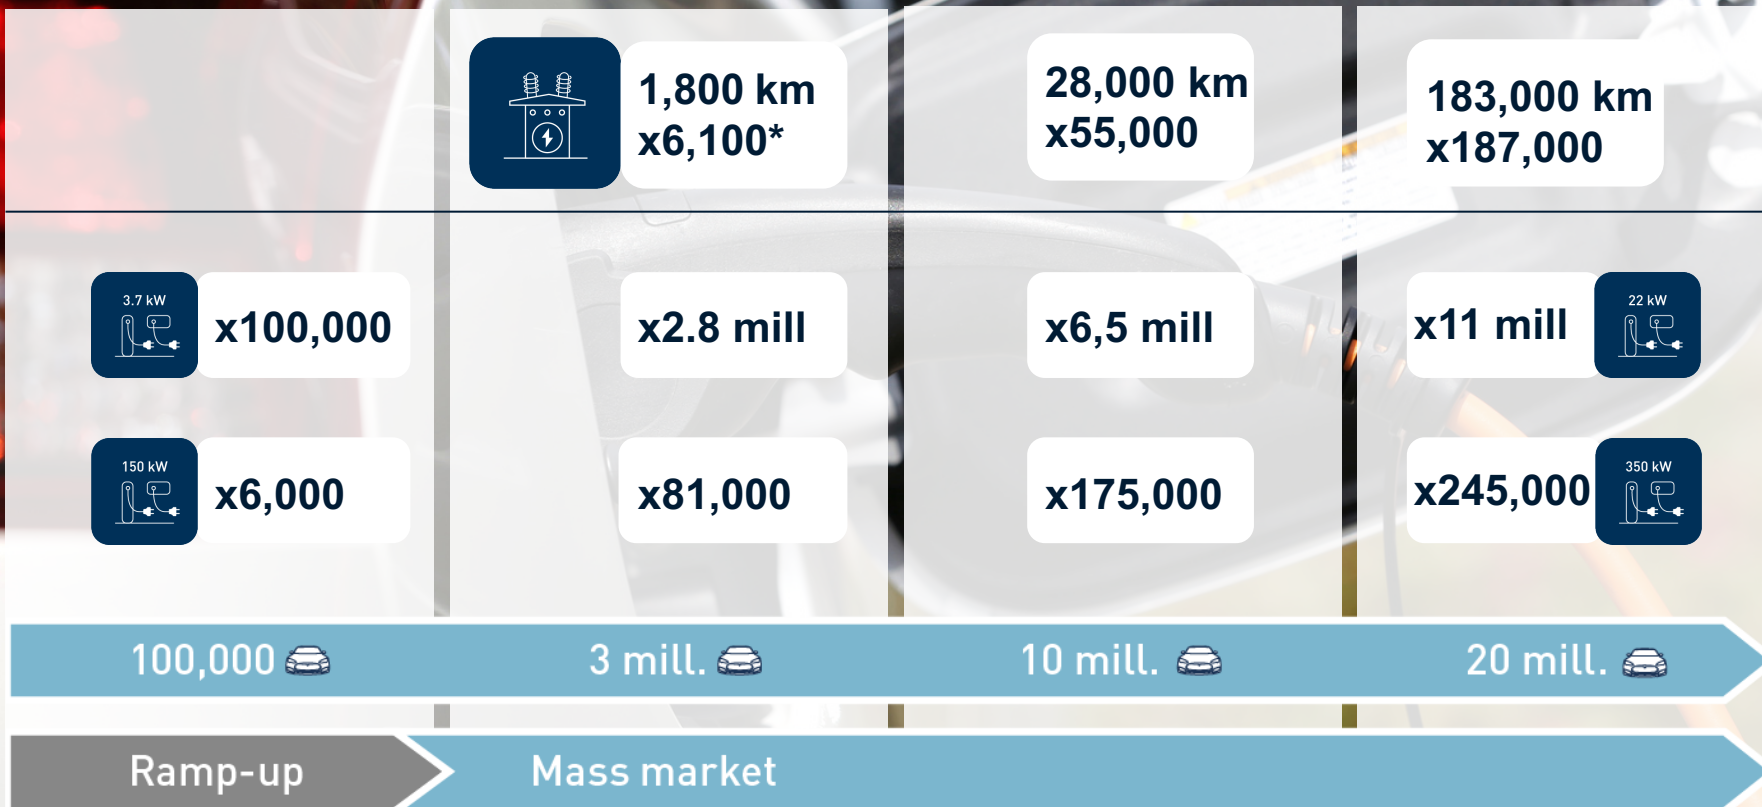 1,800 km
x6,100*
28,000 km
x55,000
183,000 km
x187,000
3.7 kW
x100,000
x2.8 mill
x6,5 mill
x11 mill
22 kW
150 kW
x6,000
x81,000
x175,000
x245,000
350 kW
100,000
3 mill.
10 mill.
20 mill.
Ramp-up
Mass market